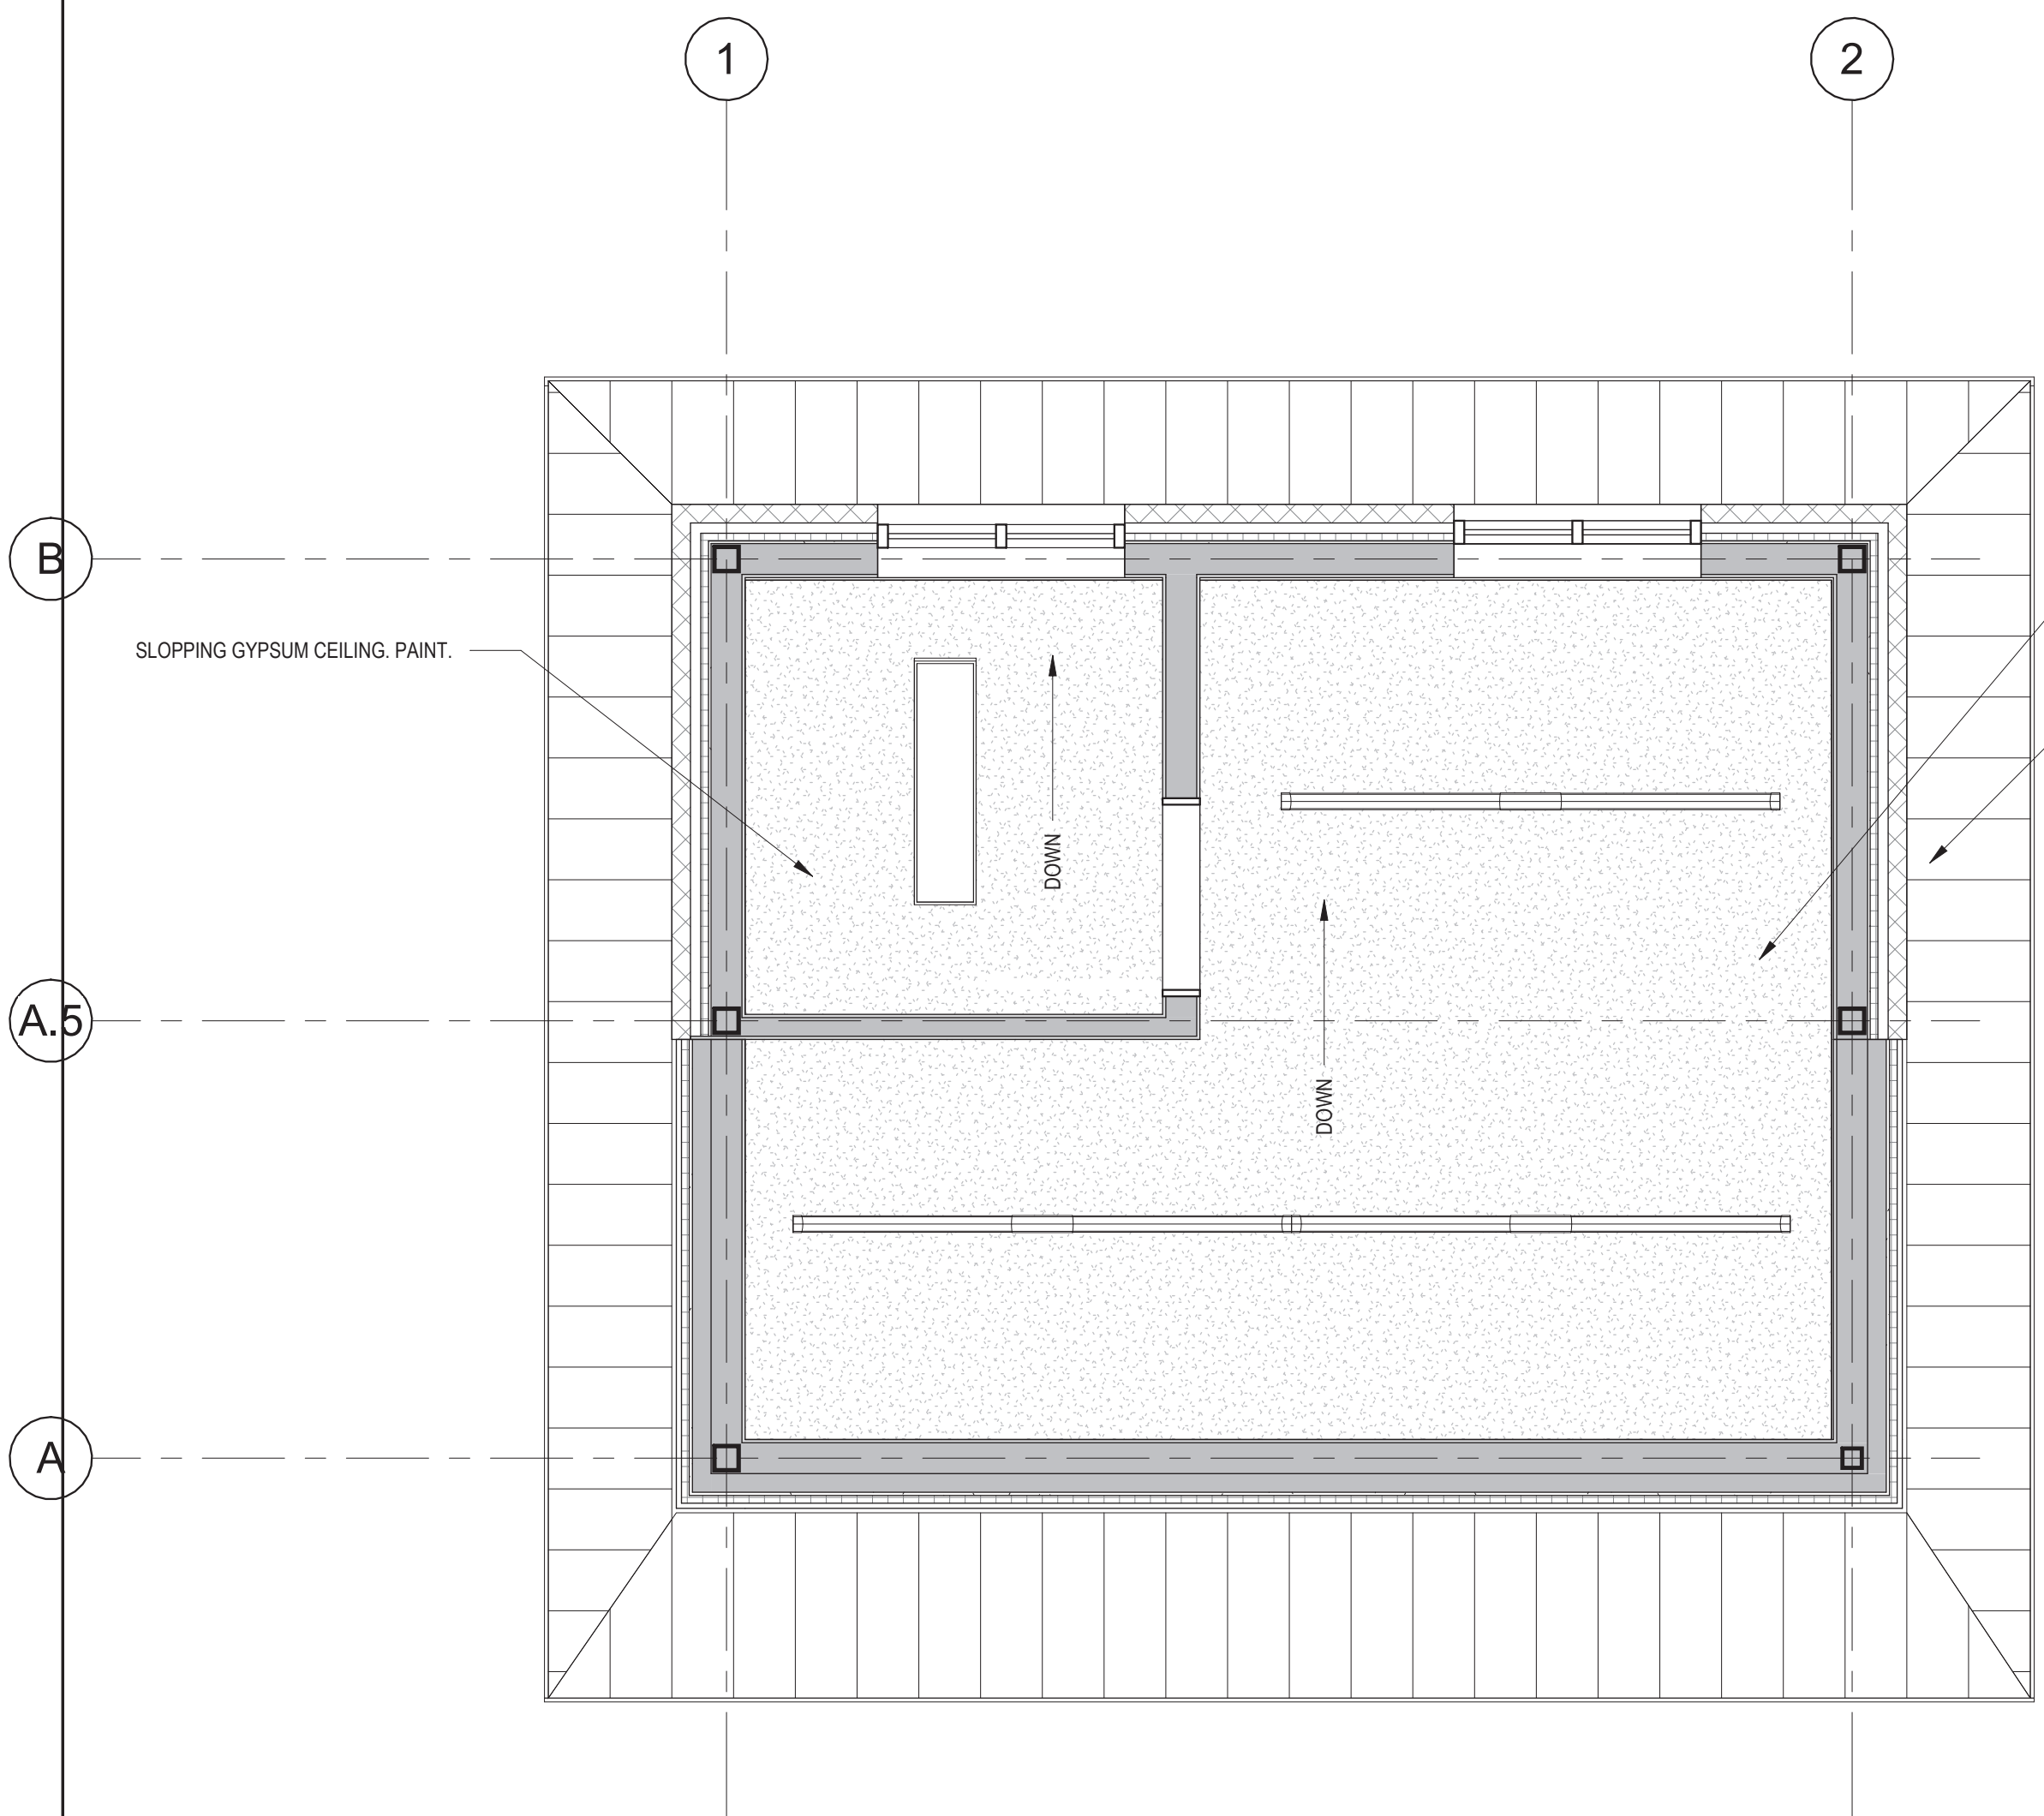 1
2
B
SLOPPING GYPSUM CEILING. PAINT.
DOWN
A.5
DOWN
A